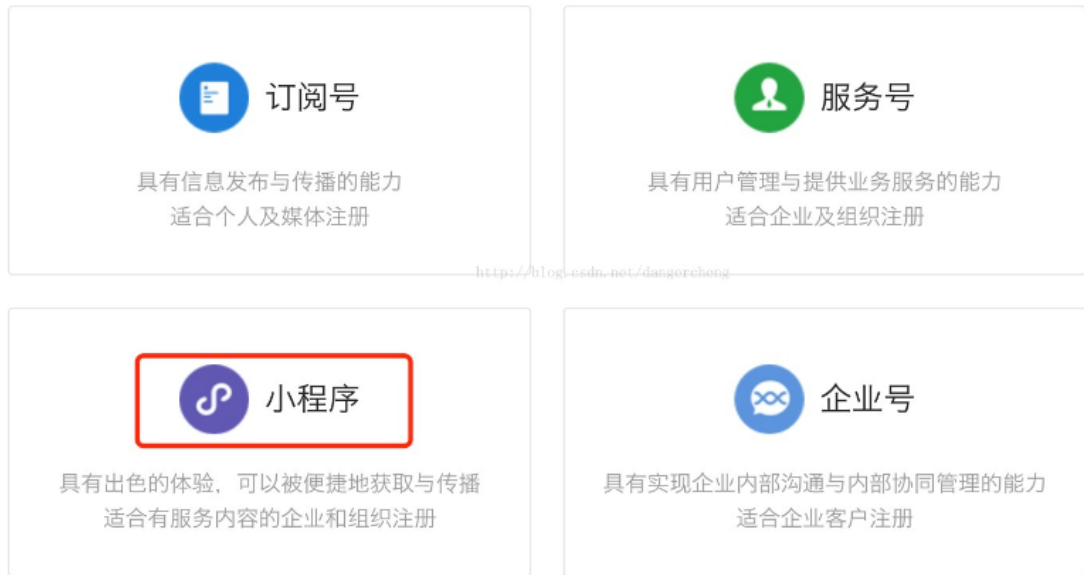 订阅号
具有信息发布与传播的能力
适合个人及媒体注册
服务号
具有用户管理与提供业务服务的能力
适合企业及组织注册
http://blog.csdn.net/dangercheng
小程序
具有出色的体验，可以被便捷地获取与传播
适合有服务内容的企业和组织注册
企业号
具有实现企业内部沟通与内部协同管理的能力
适合企业客户注册